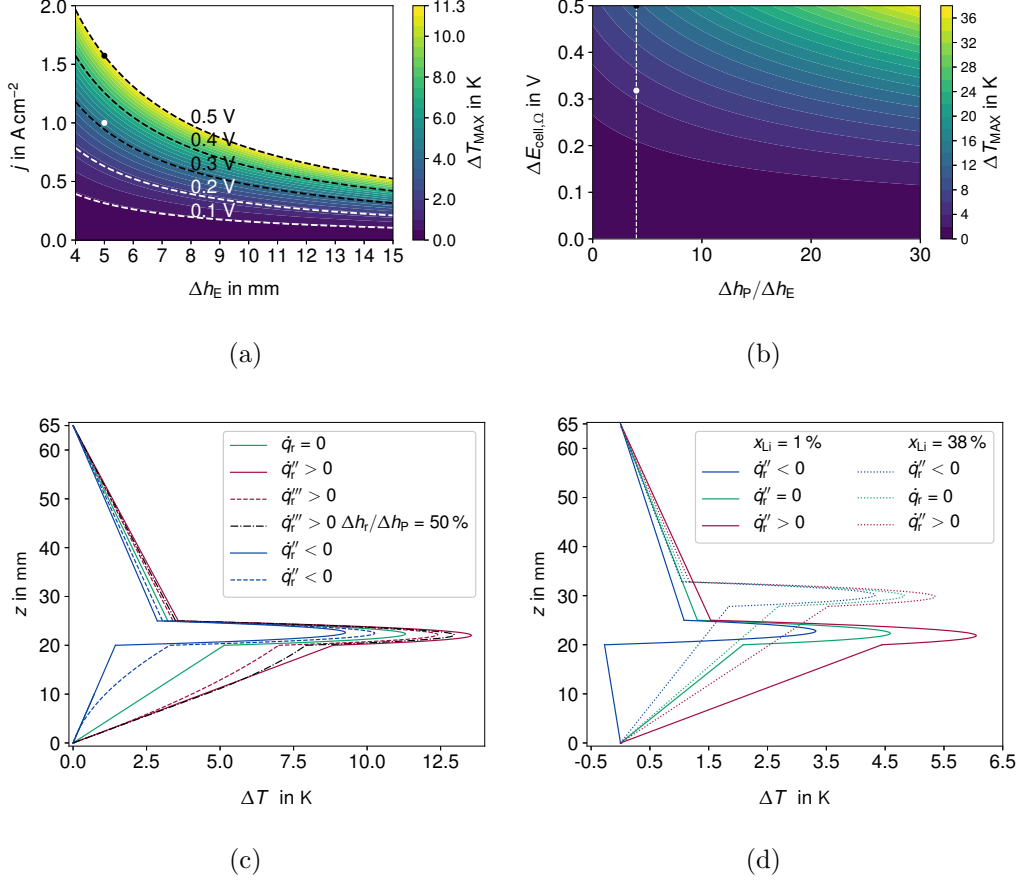 2.0
1.5
1.0
0.5
0.0
j in A cm⁻²
4 5 6 7 8 9 10 11 12 13 14 15
Δh_E in mm
0.5 V
0.4 V
0.3 V
0.2 V
0.1 V
11.3
10.0
8.0
6.0
4.0
2.0
0.0
ΔT_MAX in K
(a)
0.5
0.4
0.3
0.2
0.1
0.0
ΔE_cell,Ω in V
0 10 20 30
Δh_P/Δh_E
36
32
28
24
20
16
12
8
4
0
ΔT_MAX in K
(b)
65
60
50
40
30
20
10
0
z in mm
0.0 2.5 5.0 7.5 10.0 12.5
ΔT in K
q̇_r = 0
q̇_r'' > 0
q̇_r''' > 0
q̇_r''' > 0 Δh_r/Δh_P = 50 %
q̇_r'' < 0
q̇_r'' < 0
(c)
65
60
50
40
30
20
10
0
z in mm
-0.5 0.5 1.5 2.5 3.5 4.5 5.5 6.5
ΔT in K
x_Li = 1 % x_Li = 38 %
q̇_r'' < 0 q̇_r'' < 0
q̇_r'' = 0 q̇_r = 0
q̇_r'' > 0 q̇_r'' > 0
(d)